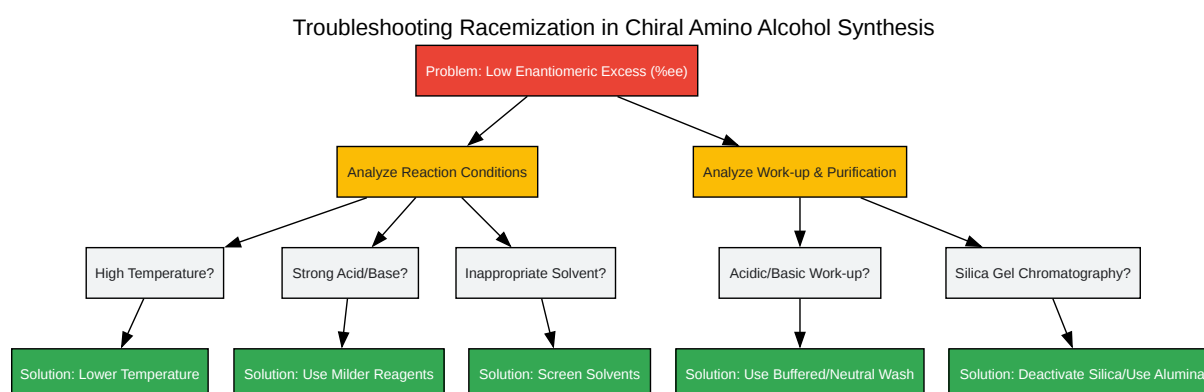 Troubleshooting Racemization in Chiral Amino Alcohol Synthesis
Problem: Low Enantiomeric Excess (%ee)
Analyze Reaction Conditions
Analyze Work-up & Purification
High Temperature?
Strong Acid/Base?
Inappropriate Solvent?
Acidic/Basic Work-up?
Silica Gel Chromatography?
Solution: Lower Temperature
Solution: Use Milder Reagents
Solution: Screen Solvents
Solution: Use Buffered/Neutral Wash
Solution: Deactivate Silica/Use Alumina